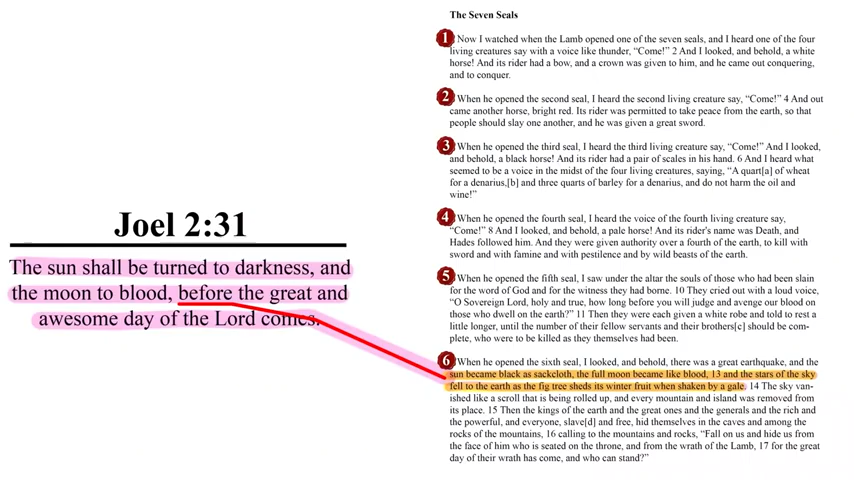 Joel 2:31
The sun shall be turned to darkness, and
the moon to blood, before the great and
awesome day of the Lord comes.
The Seven Seals
1 Now I watched when the Lamb opened one of the seven seals, and I heard one of the four
living creatures say with a voice like thunder, “Come!” 2 And I looked, and behold, a white
horse! And its rider had a bow, and a crown was given to him, and he came out conquering,
and to conquer.
2 When he opened the second seal, I heard the second living creature say, “Come!” 4 And out
came another horse, bright red. Its rider was permitted to take peace from the earth, so that
people should slay one another, and he was given a great sword.
3 When he opened the third seal, I heard the third living creature say, “Come!” And I looked,
and behold, a black horse! And its rider had a pair of scales in his hand. 6 And I heard what
seemed to be a voice in the midst of the four living creatures, saying, “A quart[a] of wheat
for a denarius,[b] and three quarts of barley for a denarius, and do not harm the oil and
wine!”
4 When he opened the fourth seal, I heard the voice of the fourth living creature say,
“Come!” 8 And I looked, and behold, a pale horse! And its rider's name was Death, and
Hades followed him. And they were given authority over a fourth of the earth, to kill with
sword and with famine and with pestilence and by wild beasts of the earth.
5 When he opened the fifth seal, I saw under the altar the souls of those who had been slain
for the word of God and for the witness they had borne. 10 They cried out with a loud voice,
“O Sovereign Lord, holy and true, how long before you will judge and avenge our blood on
those who dwell on the earth?” 11 Then they were each given a white robe and told to rest a
little longer, until the number of their fellow servants and their brothers[c] should be com-
plete, who were to be killed as they themselves had been.
6 When he opened the sixth seal, I looked, and behold, there was a great earthquake, and the
sun became black as sackcloth, the full moon became like blood, 13 and the stars of the sky
fell to the earth as the fig tree sheds its winter fruit when shaken by a gale. 14 The sky van-
ished like a scroll that is being rolled up, and every mountain and island was removed from
its place. 15 Then the kings of the earth and the great ones and the generals and the rich and
the powerful, and everyone, slave[d] and free, hid themselves in the caves and among the
rocks of the mountains, 16 calling to the mountains and rocks, “Fall on us and hide us from
the face of him who is seated on the throne, and from the wrath of the Lamb, 17 for the great
day of their wrath has come, and who can stand?”